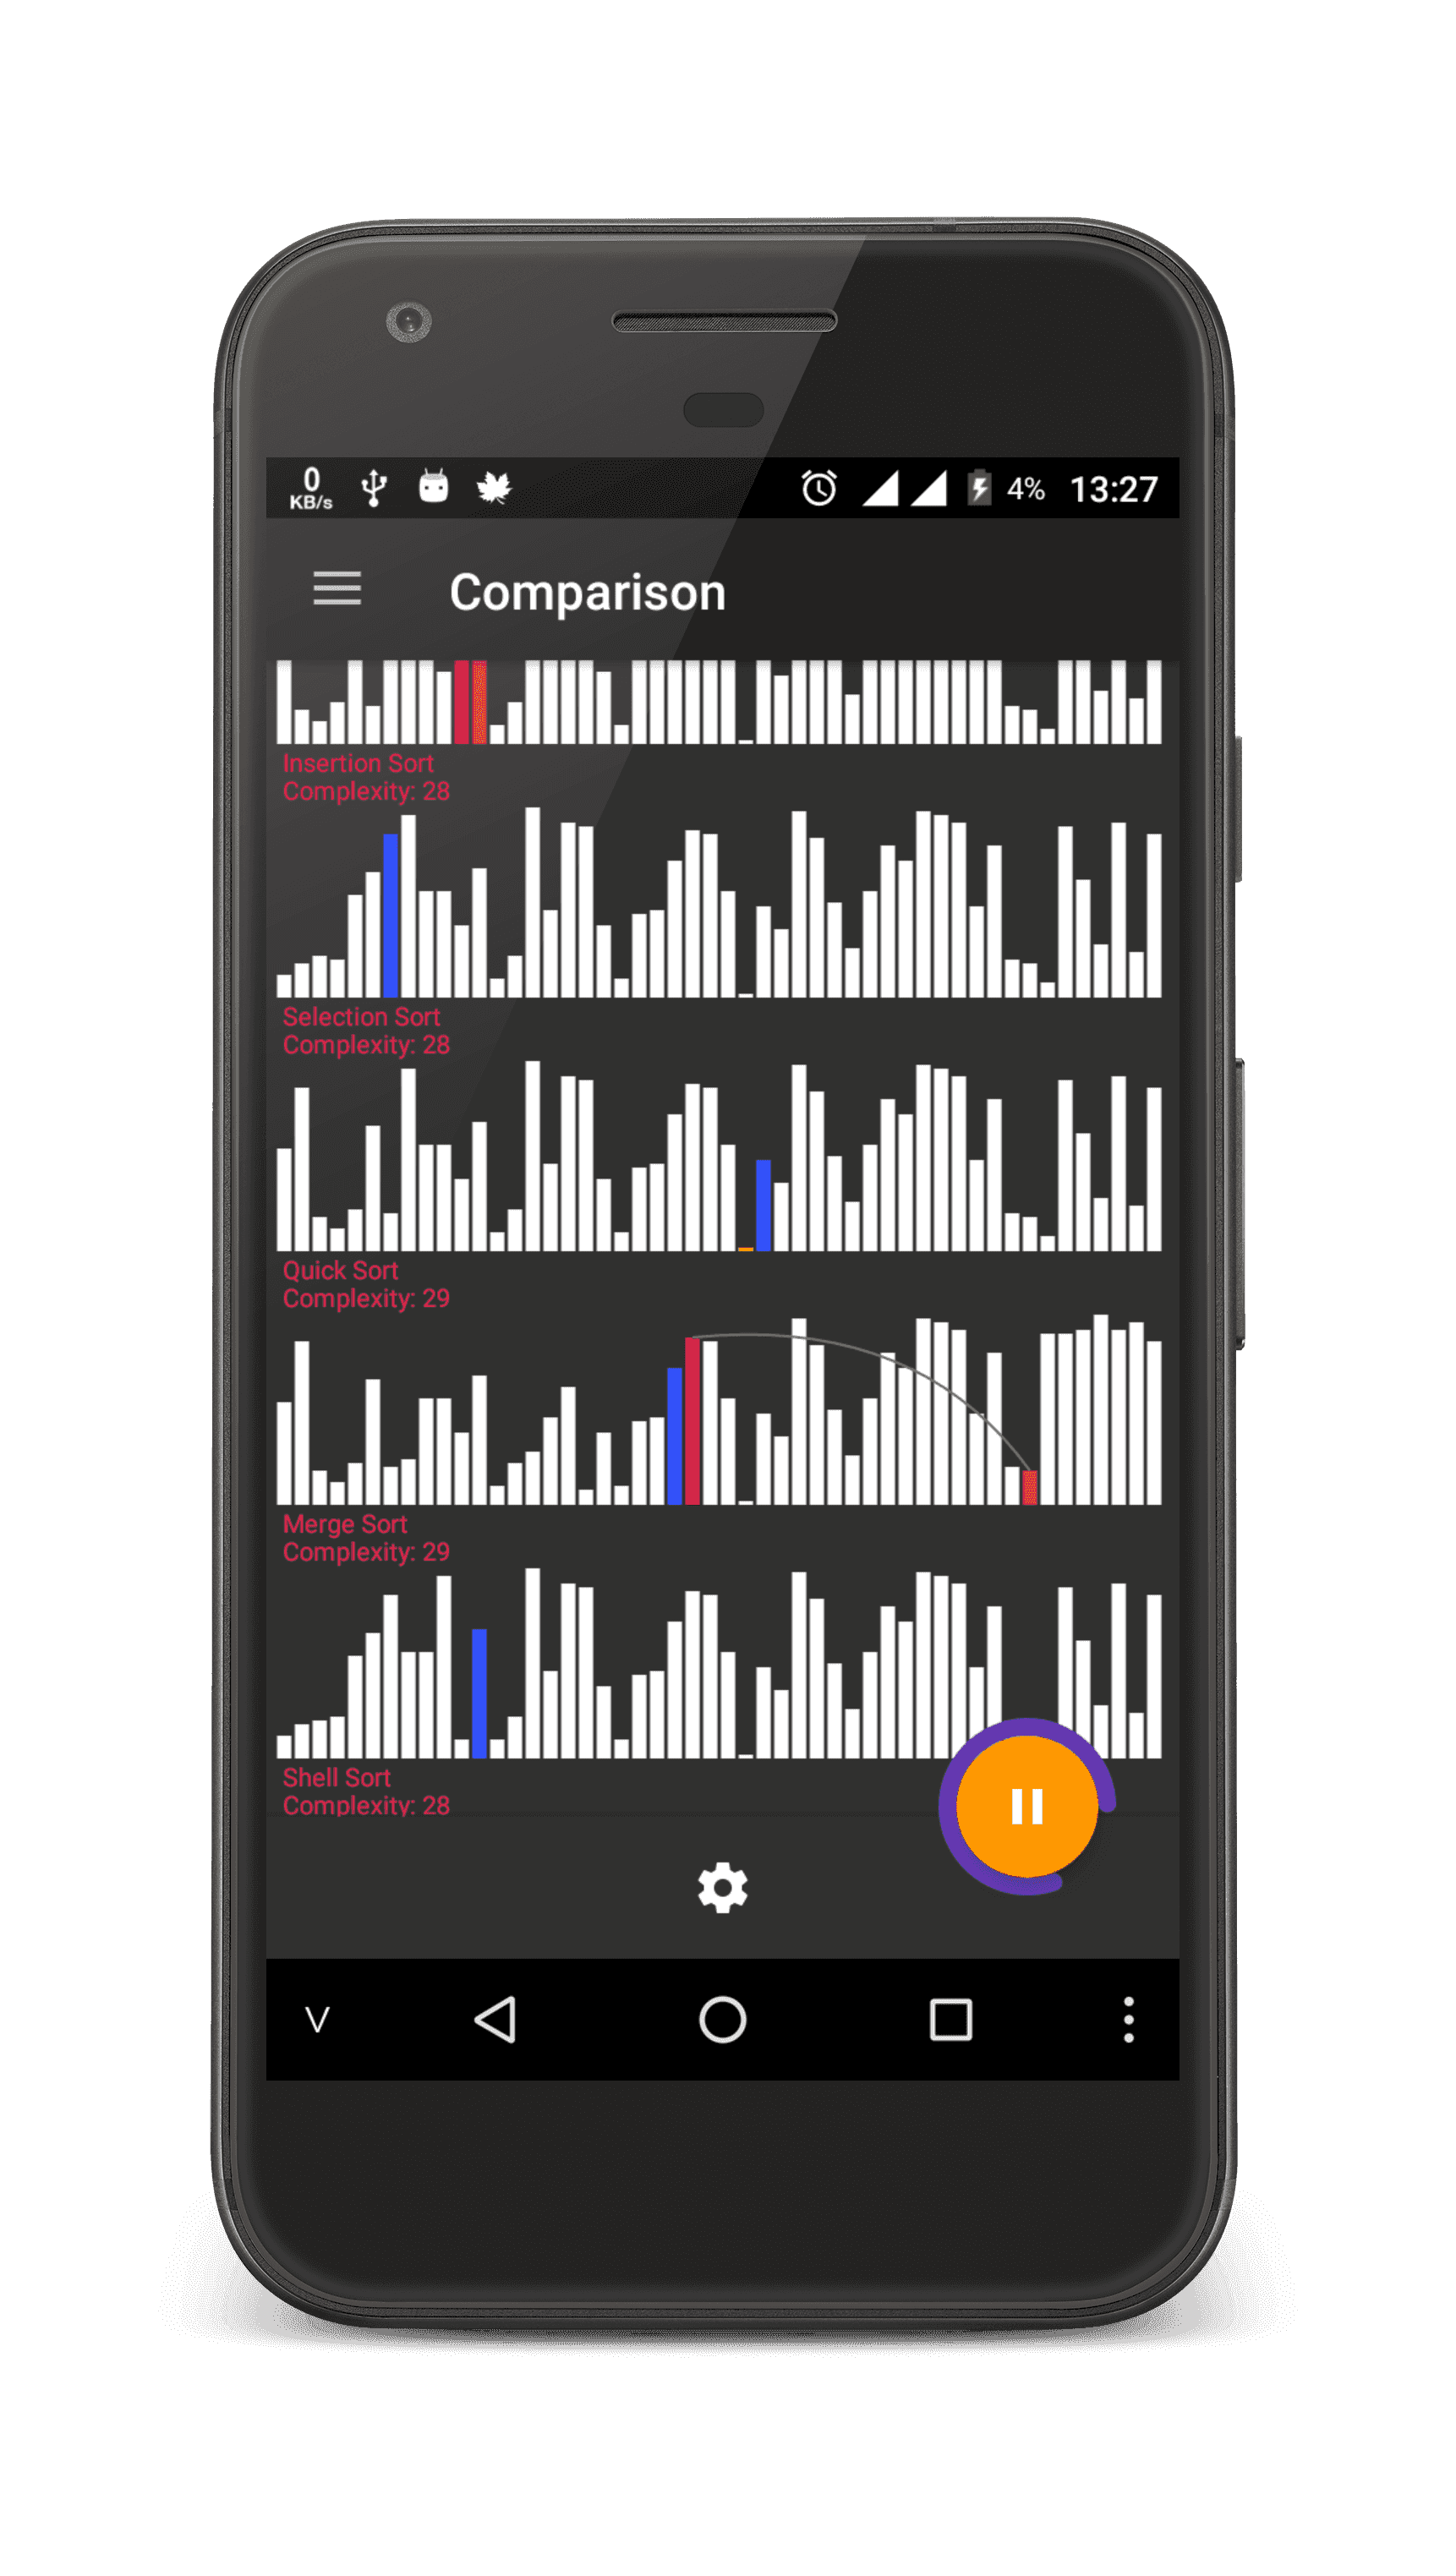 0
KB/s
4% 13:27
Comparison
Insertion Sort
Complexity: 28
Selection Sort
Complexity: 28
Quick Sort
Complexity: 29
Merge Sort
Complexity: 29
Shell Sort
Complexity: 28